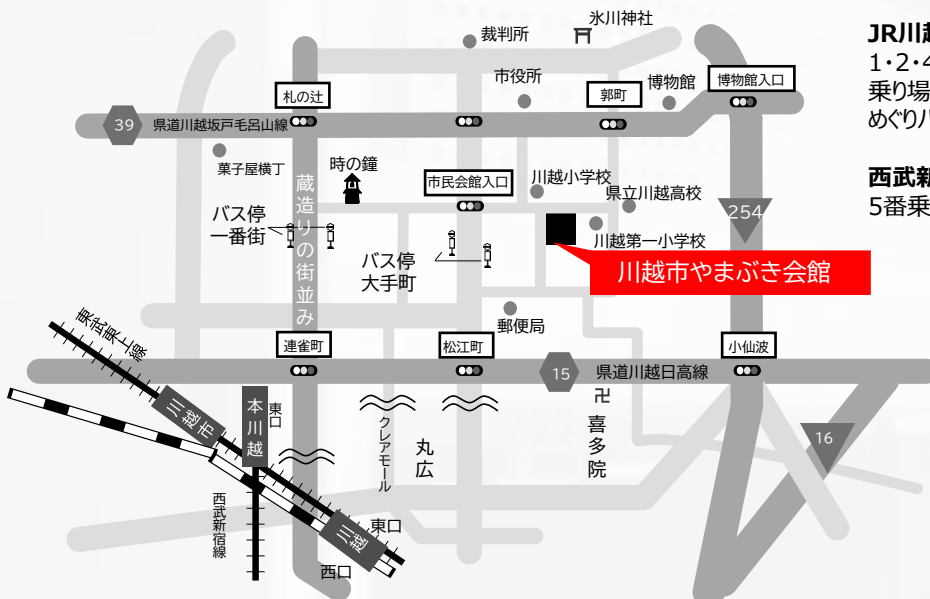 氷川神社
裁判所
JR川越
1・2・4
乗り場
めぐりバ
西武新
5番乗
市役所
博物館
博物館入口
札の辻
郭町
39
県道川越坂戸毛呂山線
菓子屋横丁
時の鐘
市民会館入口
川越小学校
県立川越高校
蔵造りの街並み
バス停
一番街
254
川越第一小学校
バス停
大手町
川越市やまぶき会館
郵便局
東武東上線
連雀町
松江町
小仙波
15
県道川越日高線
川越市
本川越
東口
クレアモール
丸広
卍
喜多院
16
西武新宿線
川越
東口
西口